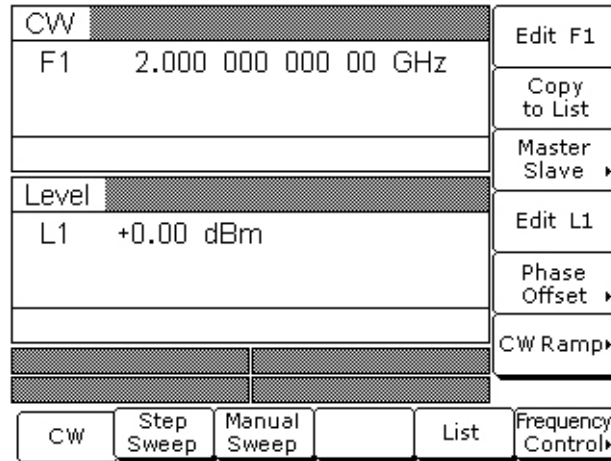 CW
F1 2.000 000 000 00 GHz
Level
L1 +0.00 dBm
Edit F1
Copy
to List
Master
Slave
Edit L1
Phase
Offset
CW Ramp
CW
Step
Sweep
Manual
Sweep
List
Frequency
Control